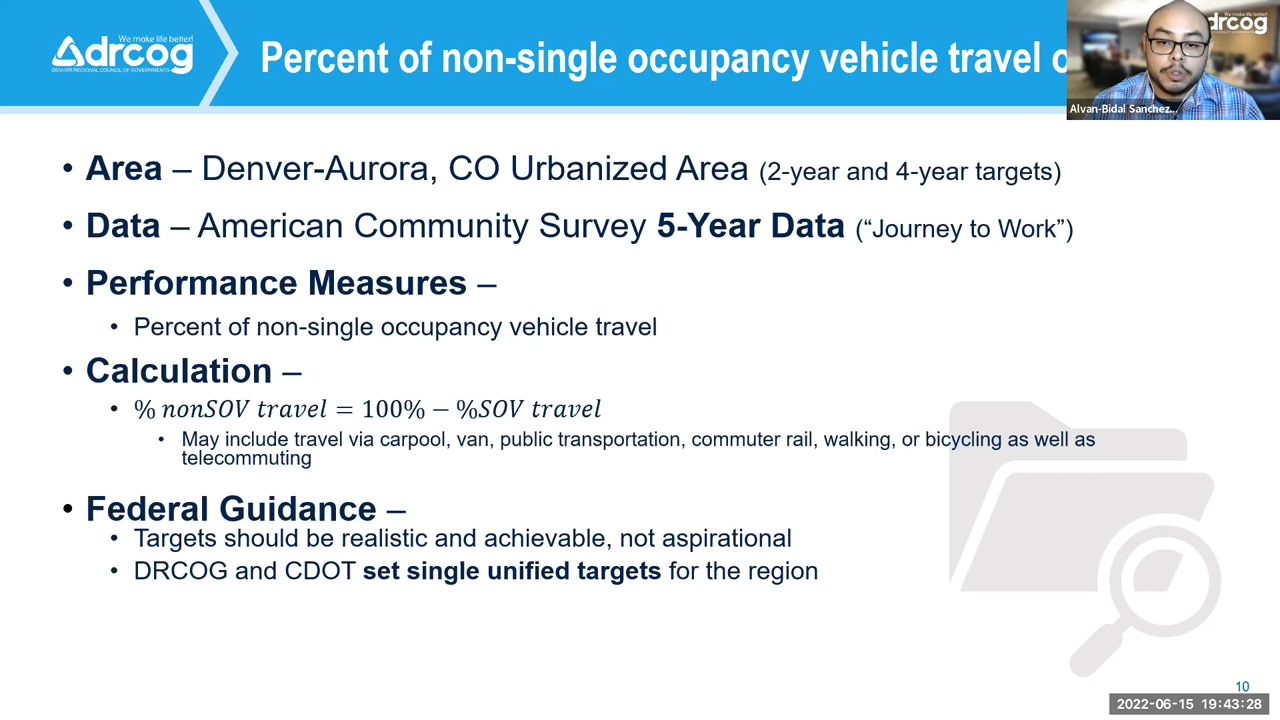 We make life better!
drcog
DENVER REGIONAL COUNCIL OF GOVERNMENTS
Percent of non-single occupancy vehicle travel
We make life better!
drcog
Alvan-Bidal Sanchez...
• Area – Denver-Aurora, CO Urbanized Area (2-year and 4-year targets)
• Data – American Community Survey 5-Year Data (“Journey to Work”)
• Performance Measures –
• Percent of non-single occupancy vehicle travel
• Calculation –
• % nonSOV travel = 100% − %SOV travel
• May include travel via carpool, van, public transportation, commuter rail, walking, or bicycling as well as
telecommuting
• Federal Guidance –
• Targets should be realistic and achievable, not aspirational
• DRCOG and CDOT set single unified targets for the region
10
2022-06-15 19:43:28